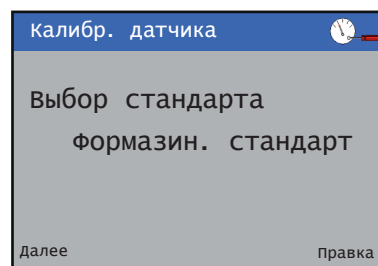 Калибр. датчика
Выбор стандарта
Формазин. стандарт
Далее
Правка